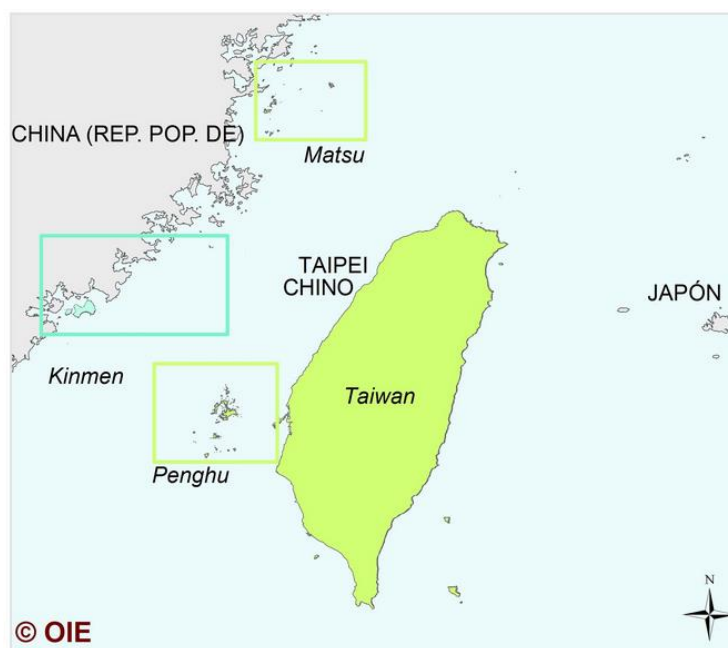 CHINA (REP. POP. DE)
Matsu
TAIPEI
CHINO
JAPÓN
Kinmen
Taiwan
Penghu
N
© OIE